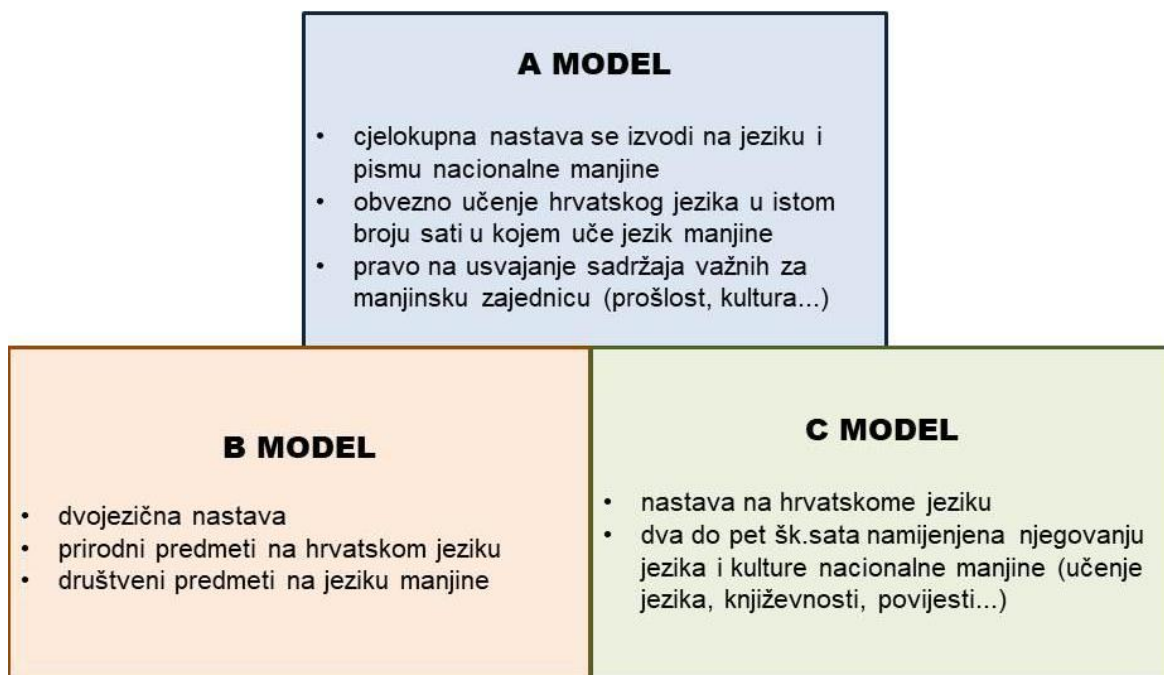 A MODEL
• cjelokupna nastava se izvodi na jeziku i
pismu nacionalne manjine
• obvezno učenje hrvatskog jezika u istom
broju sati u kojem uče jezik manjine
• pravo na usvajanje sadržaja važnih za
manjinsku zajednicu (prošlost, kultura...)
B MODEL
• dvojezična nastava
• prirodni predmeti na hrvatskom jeziku
• društveni predmeti na jeziku manjine
C MODEL
• nastava na hrvatskome jeziku
• dva do pet šk.sata namijenjena njegovanju
jezika i kulture nacionalne manjine (učenje
jezika, književnosti, povijesti...)